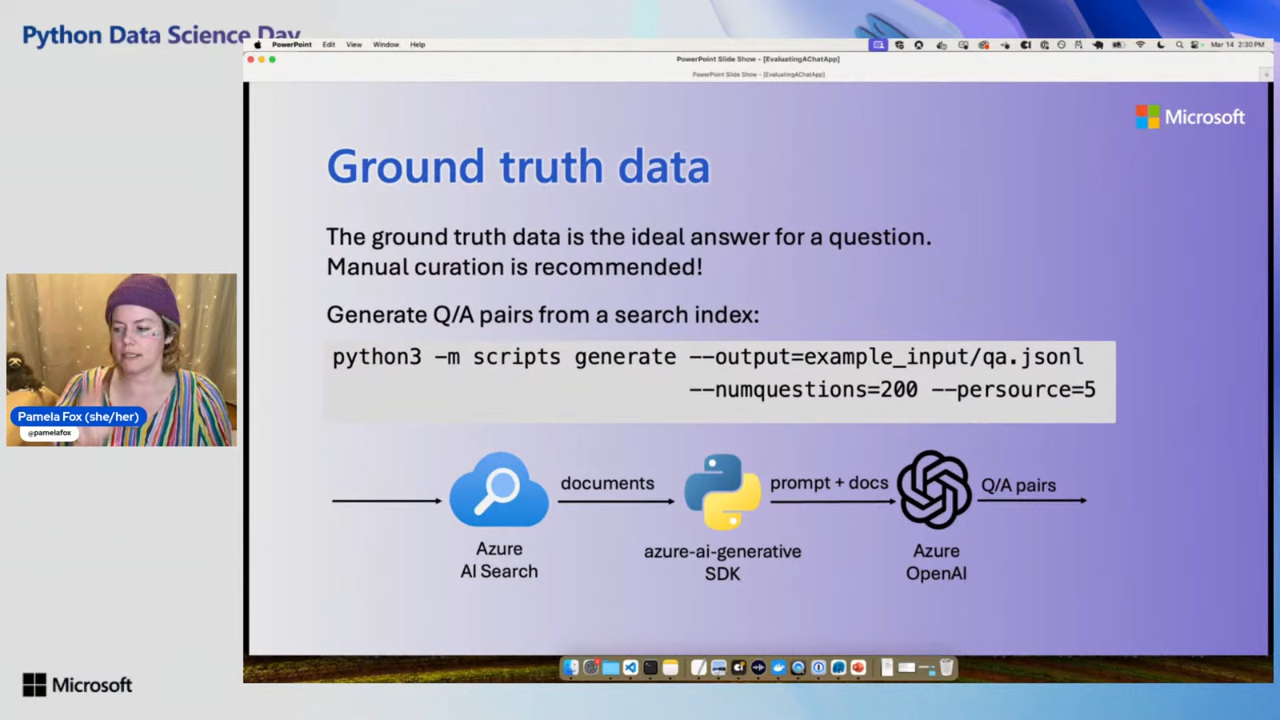 Python Data Science Day
PowerPoint Edit View Window Help
Mar 14 2:30 PM
PowerPoint Slide Show - [EvaluatingAChatApp]
PowerPoint Slide Show - [EvaluatingAChatApp]
Microsoft
Ground truth data
The ground truth data is the ideal answer for a question.
Manual curation is recommended!
Generate Q/A pairs from a search index:
python3 -m scripts generate --output=example_input/qa.jsonl
--numquestions=200 --persource=5
documents
prompt + docs
Q/A pairs
Azure
AI Search
azure-ai-generative
SDK
Azure
OpenAI
Pamela Fox (she/her)
@pamelafox
Microsoft